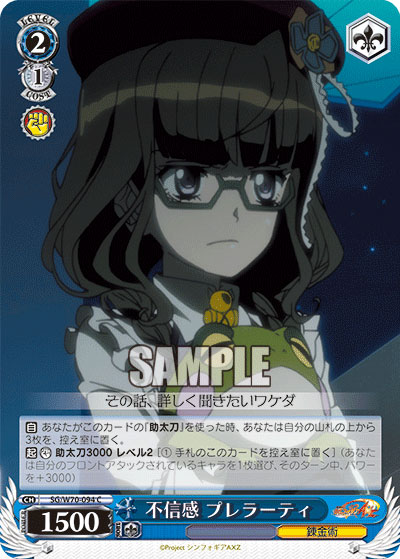 LEVEL
2
1
COST
SAMPLE
その話、詳しく聞きたいワケダ
自 あなたがこのカードの「助太刀」を使った時、あなたは自分の山札の上から
3枚を、控え室に置く。
起 助太刀3000 レベル2 [① 手札のこのカードを控え室に置く] (あなた
は自分のフロントアタックされているキャラを1枚選び、そのターン中、パワー
を+3000)
CH SG/W70-094 C
1500 不信感 プレラーティ
錬金術
©Project シンフォギアAXZ